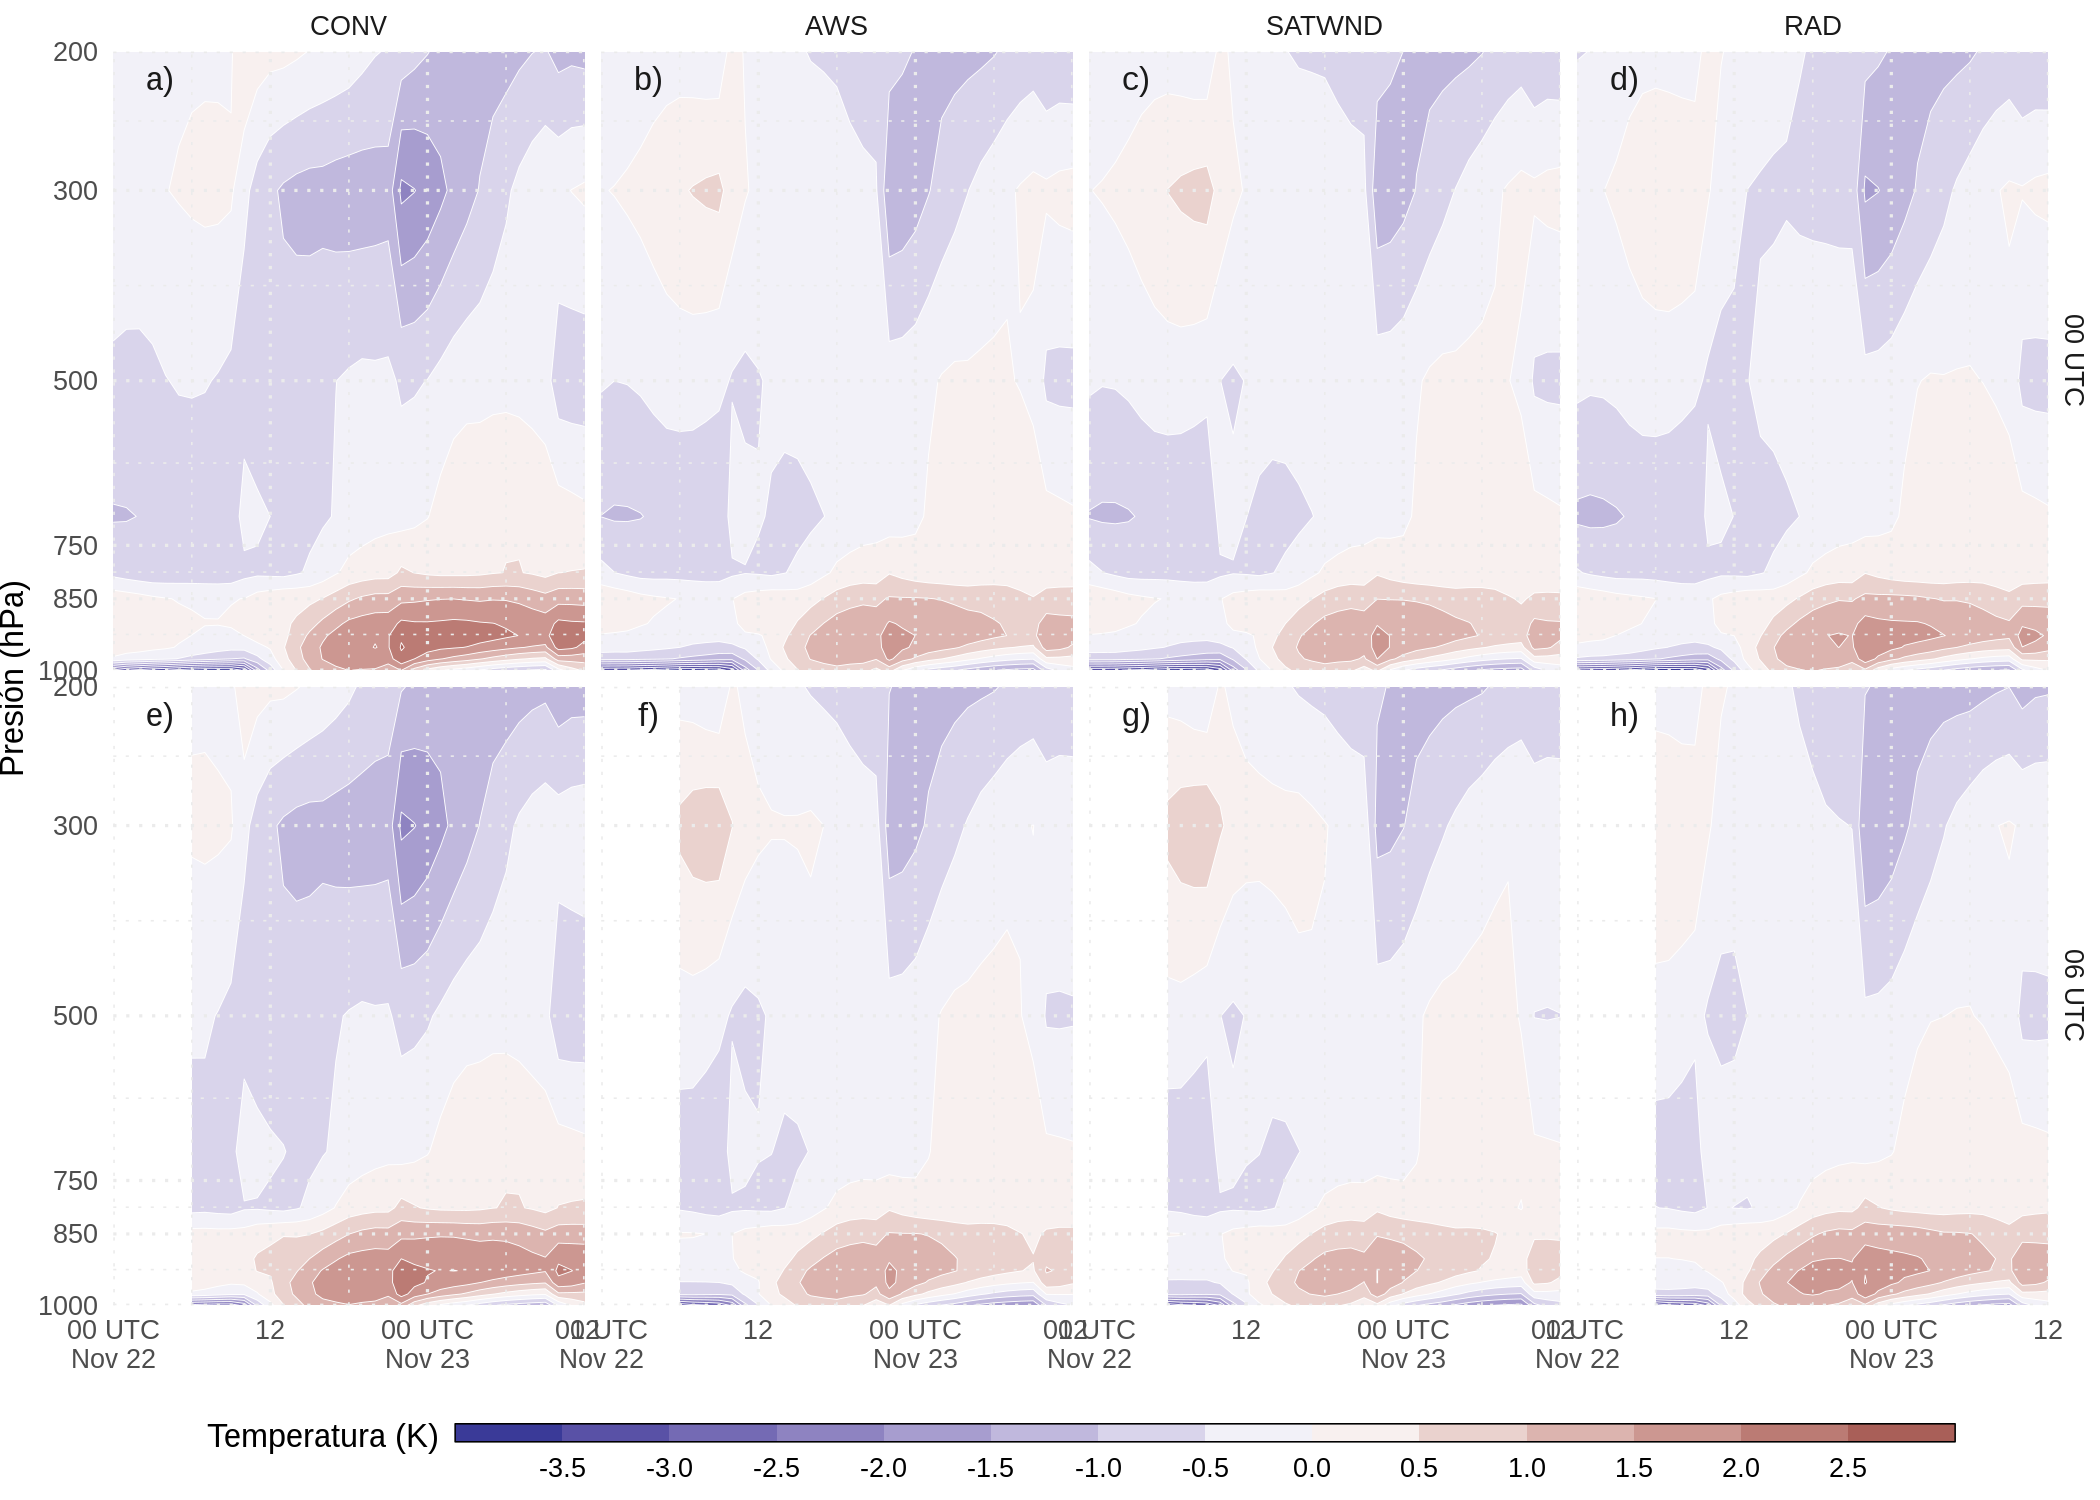 CONV AWS SATWND RAD
200 a) b) c) d)
300
500
750
850
1000
00 UTC
Presión (hPa)
200 e) f) g) h)
300
500
750
850
1000
06 UTC
00 UTC 12 00 UTC 12 00 UTC 12 00 UTC 12 00 UTC 12 00 UTC 12 00 UTC 12 00 UTC 12
Nov 22 Nov 23 Nov 22 Nov 23 Nov 22 Nov 23 Nov 22 Nov 23
Temperatura (K)
-3.5 -3.0 -2.5 -2.0 -1.5 -1.0 -0.5 0.0 0.5 1.0 1.5 2.0 2.5